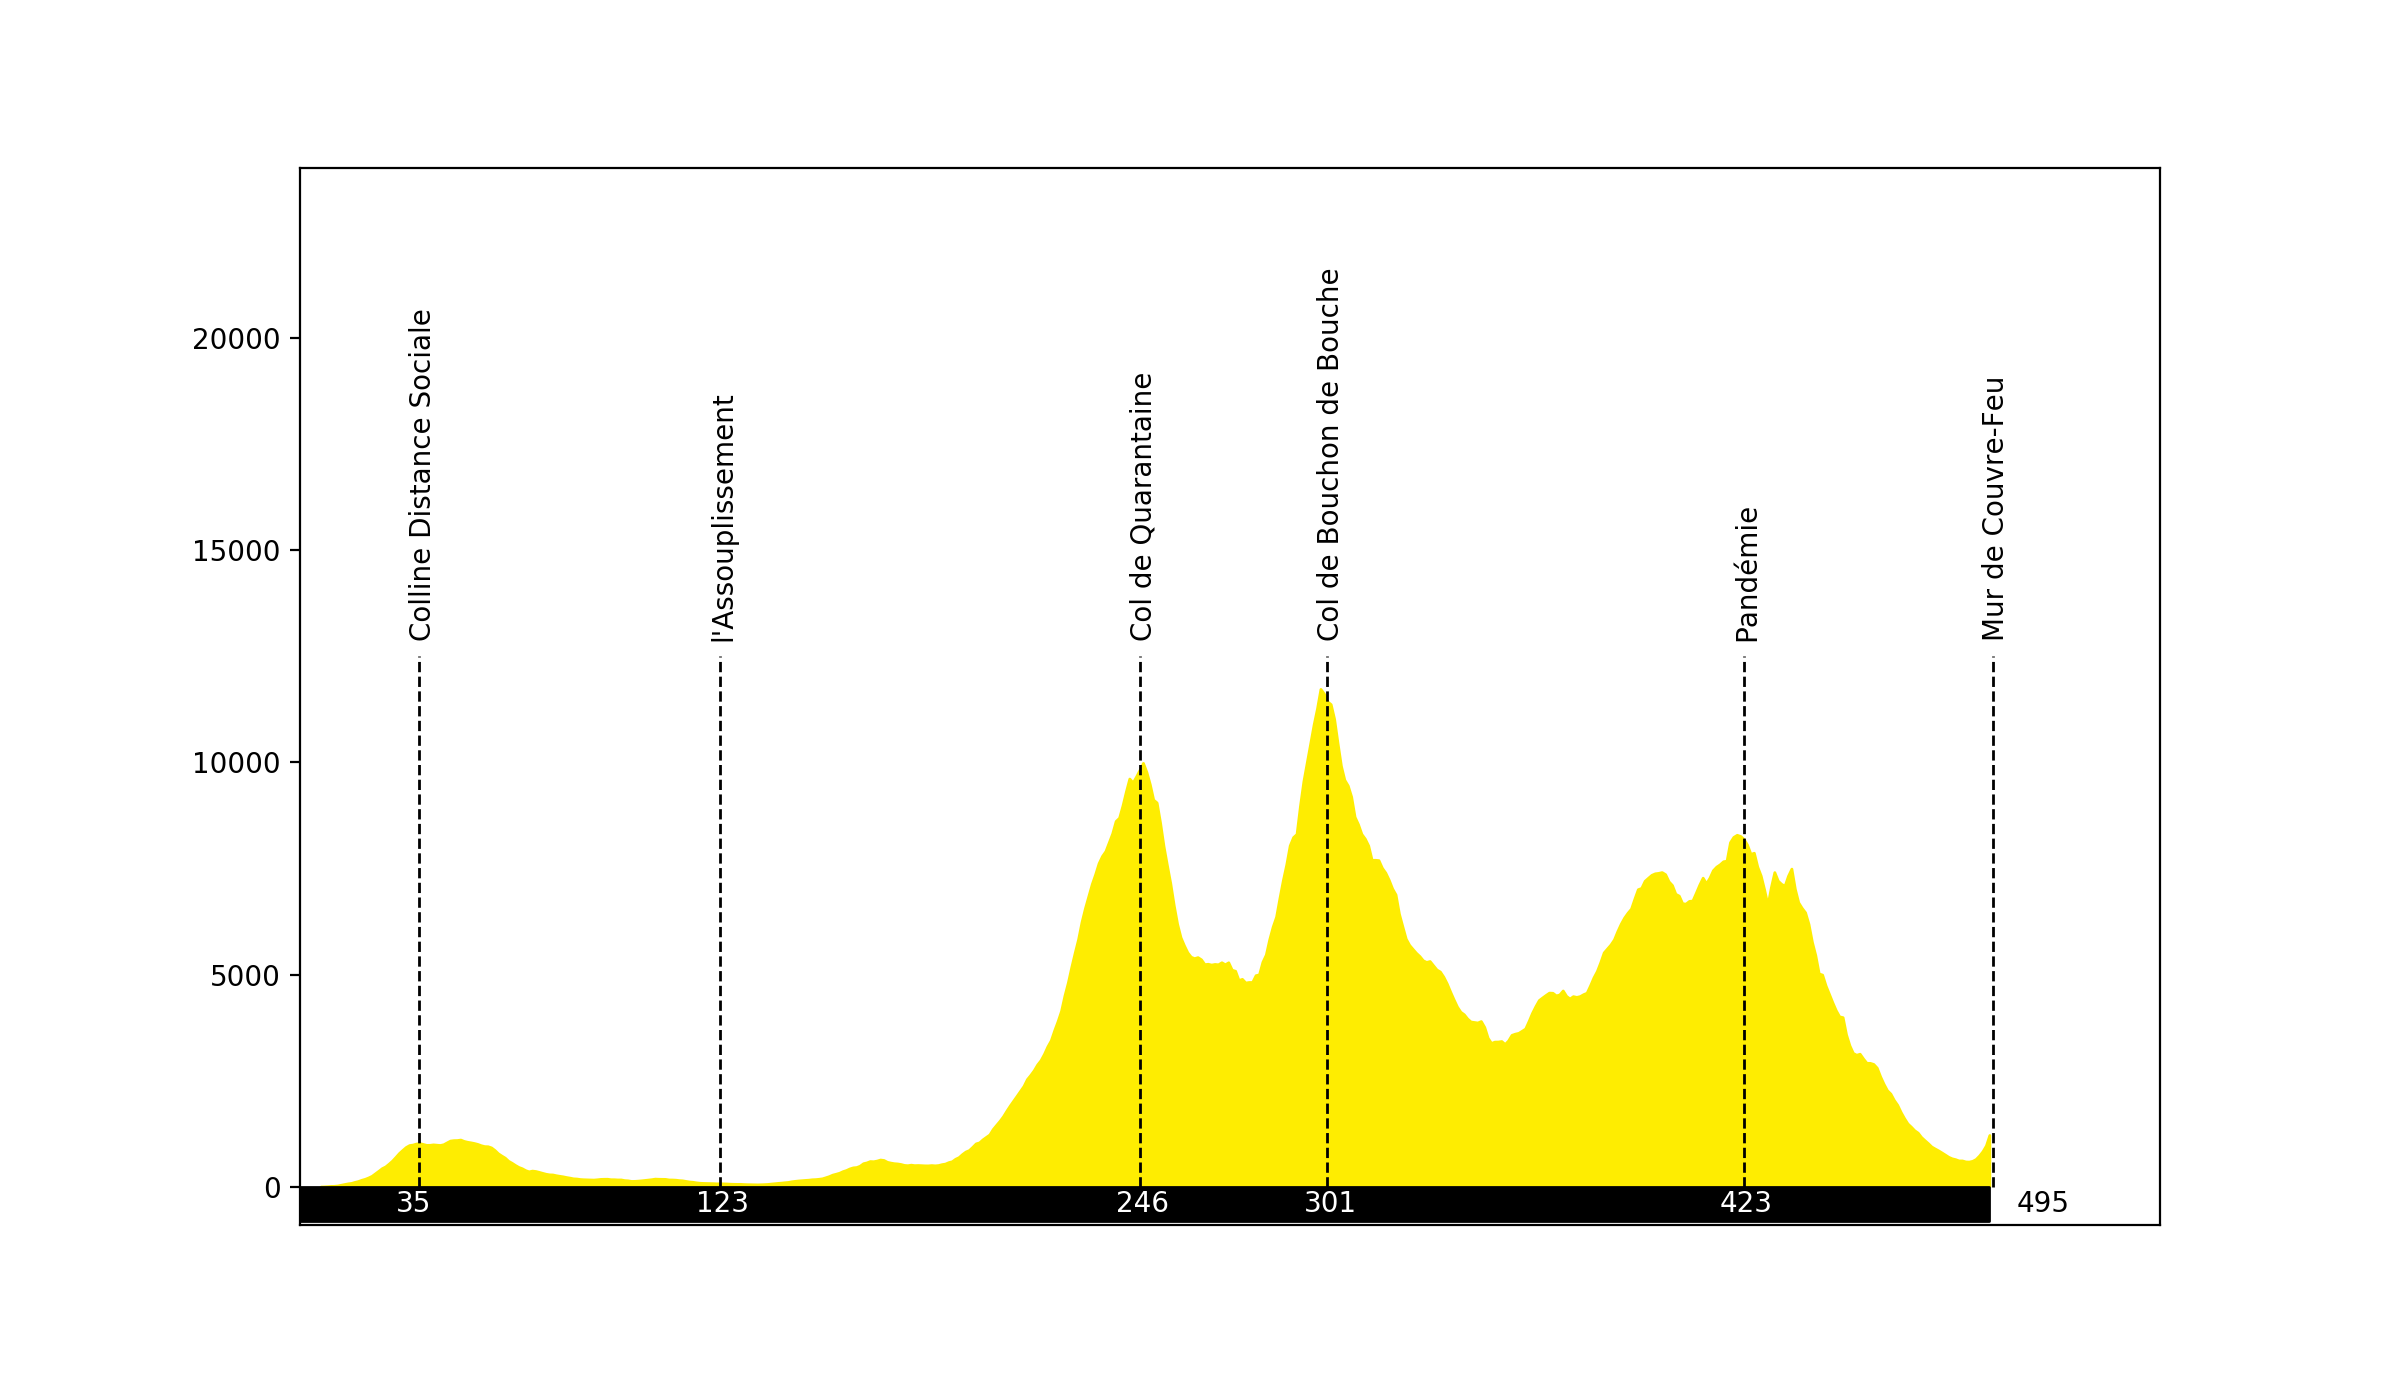 20000
15000
10000
5000
0
Colline Distance Sociale
l'Assouplissement
Col de Quarantaine
Col de Bouchon de Bouche
Pandémie
Mur de Couvre-Feu
35
123
246
301
423
495